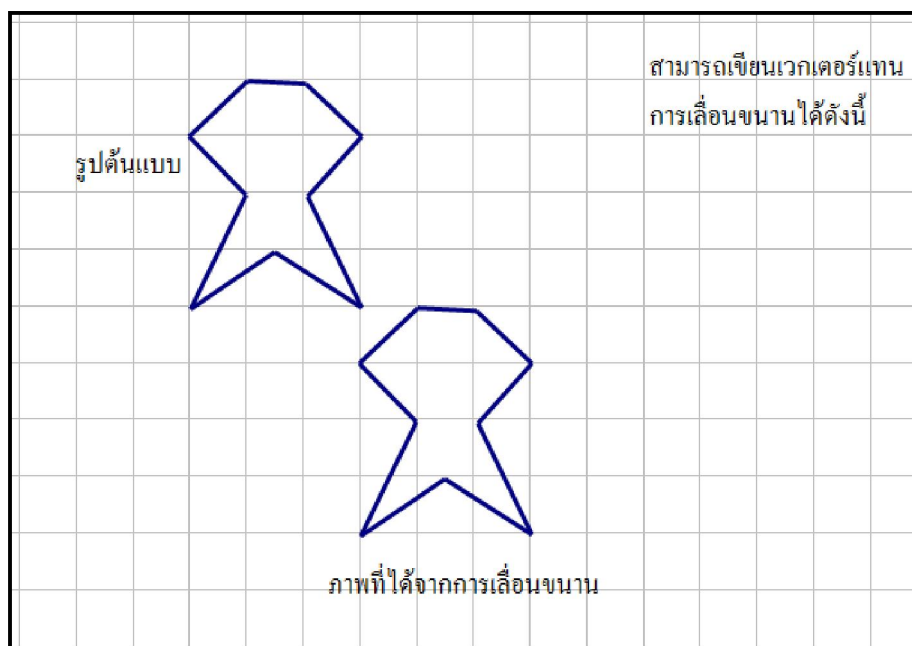 สามารถเขียนเวกเตอร์แทน
การเลื่อนขนานได้ดังนี้
รูปต้นแบบ
ภาพที่ได้จากการเลื่อนขนาน